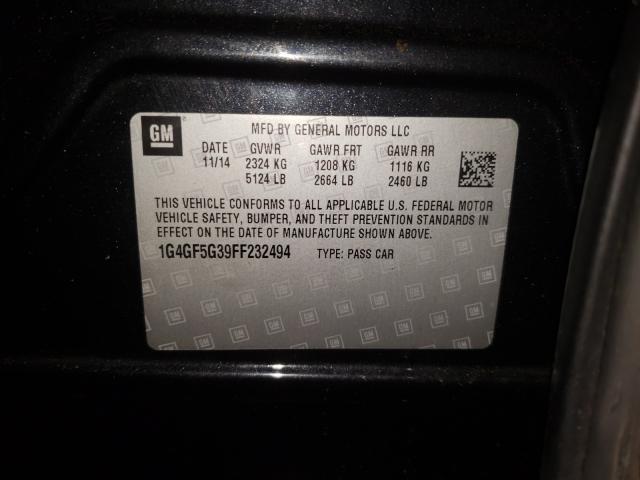 GM
MFD BY GENERAL MOTORS LLC
DATE GVWR GAWR FRT GAWR RR
11/14 2324 KG 1208 KG 1116 KG
5124 LB 2664 LB 2460 LB
THIS VEHICLE CONFORMS TO ALL APPLICABLE U.S. FEDERAL MOTOR
VEHICLE SAFETY, BUMPER, AND THEFT PREVENTION STANDARDS IN
EFFECT ON THE DATE OF MANUFACTURE SHOWN ABOVE.
1G4GF5G39FF232494 TYPE: PASS CAR